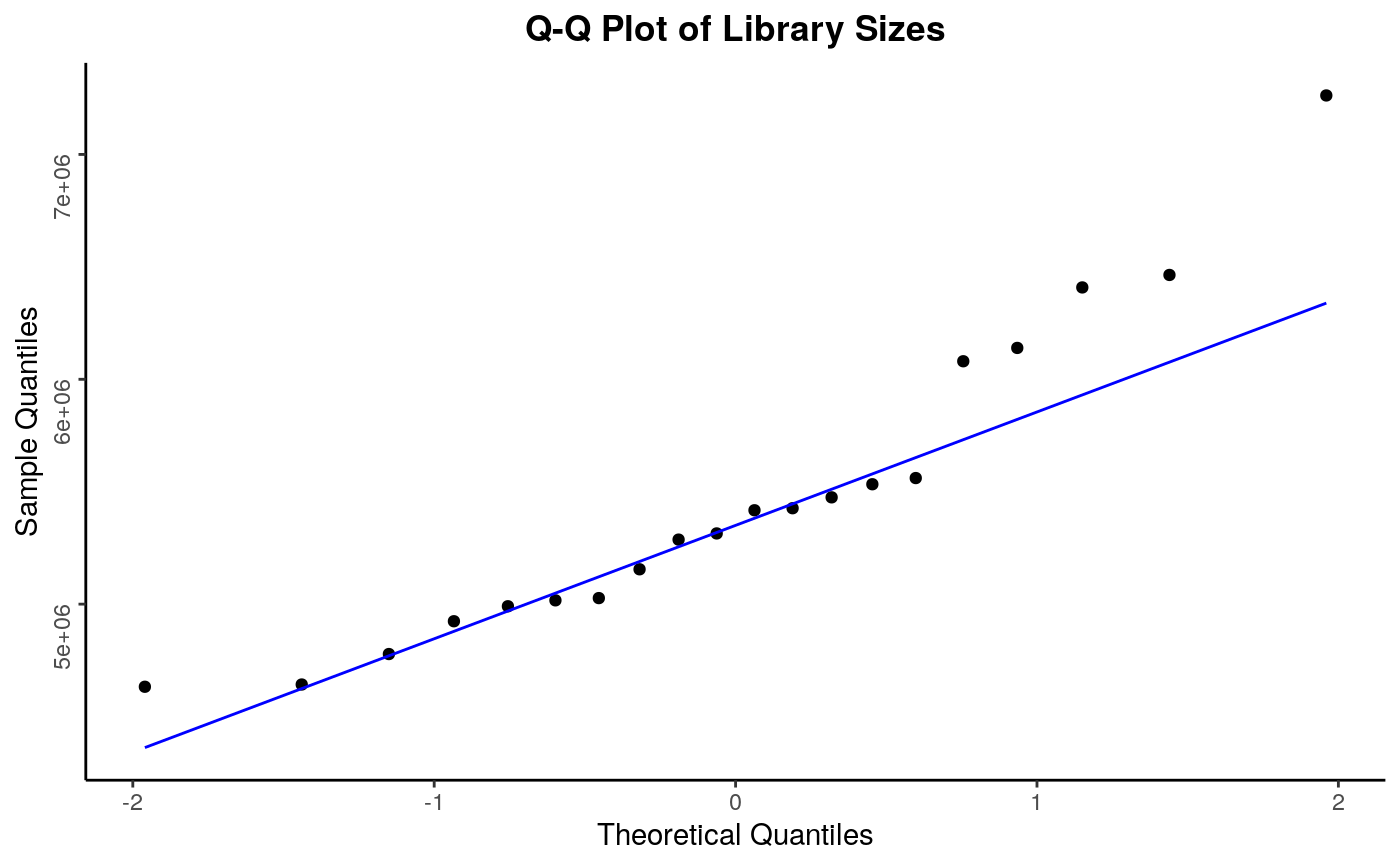 Q-Q Plot of Library Sizes
Sample Quantiles
7e+06
6e+06
5e+06
-2 -1 0 1 2
Theoretical Quantiles